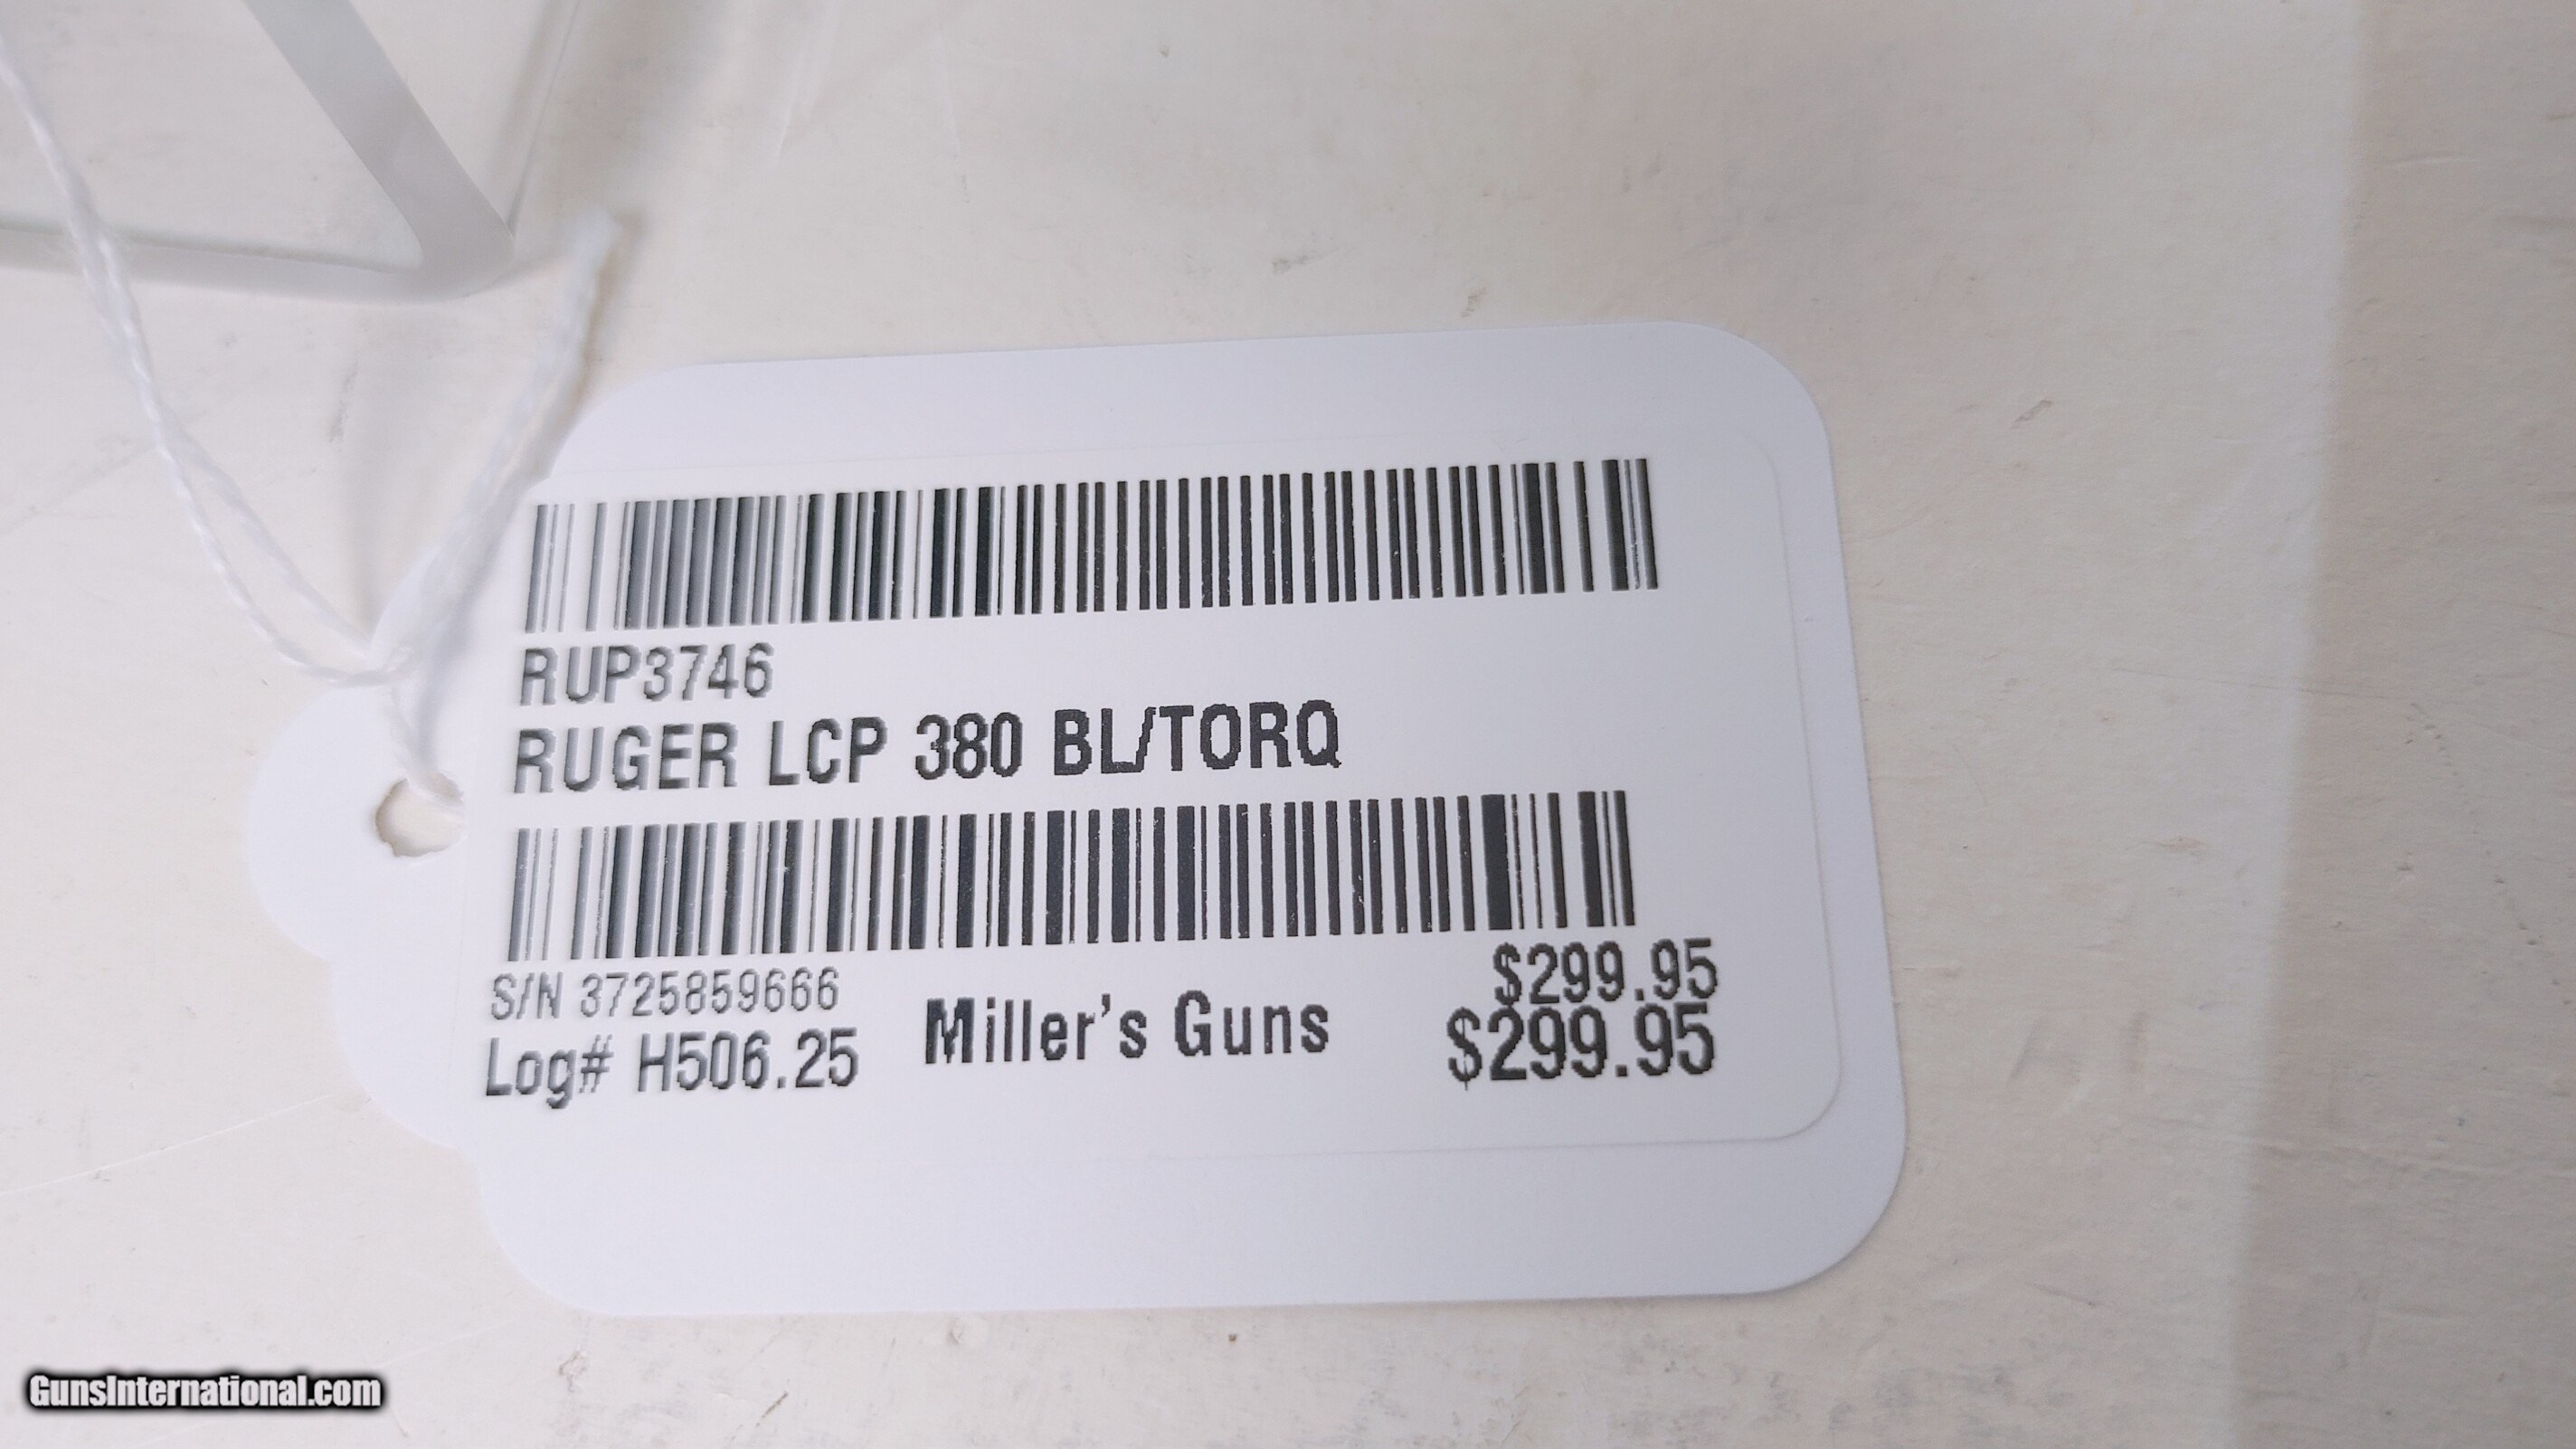 RUP3746
RUGER LCP 380 BL/TORQ
S/N 3725859666
Log# H506.25
Miller's Guns
$299.95
$299.95
GunsInternational.com